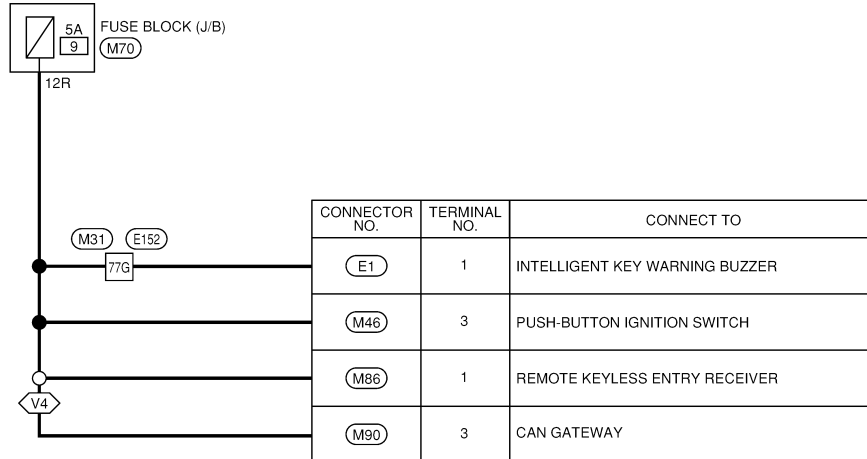 5A
FUSE BLOCK (J/B)
9
M70
12R
CONNECTOR NO.
TERMINAL NO.
CONNECT TO
M31
E152
77G
E1
1
INTELLIGENT KEY WARNING BUZZER
M46
3
PUSH-BUTTON IGNITION SWITCH
M86
1
REMOTE KEYLESS ENTRY RECEIVER
V4
M90
3
CAN GATEWAY